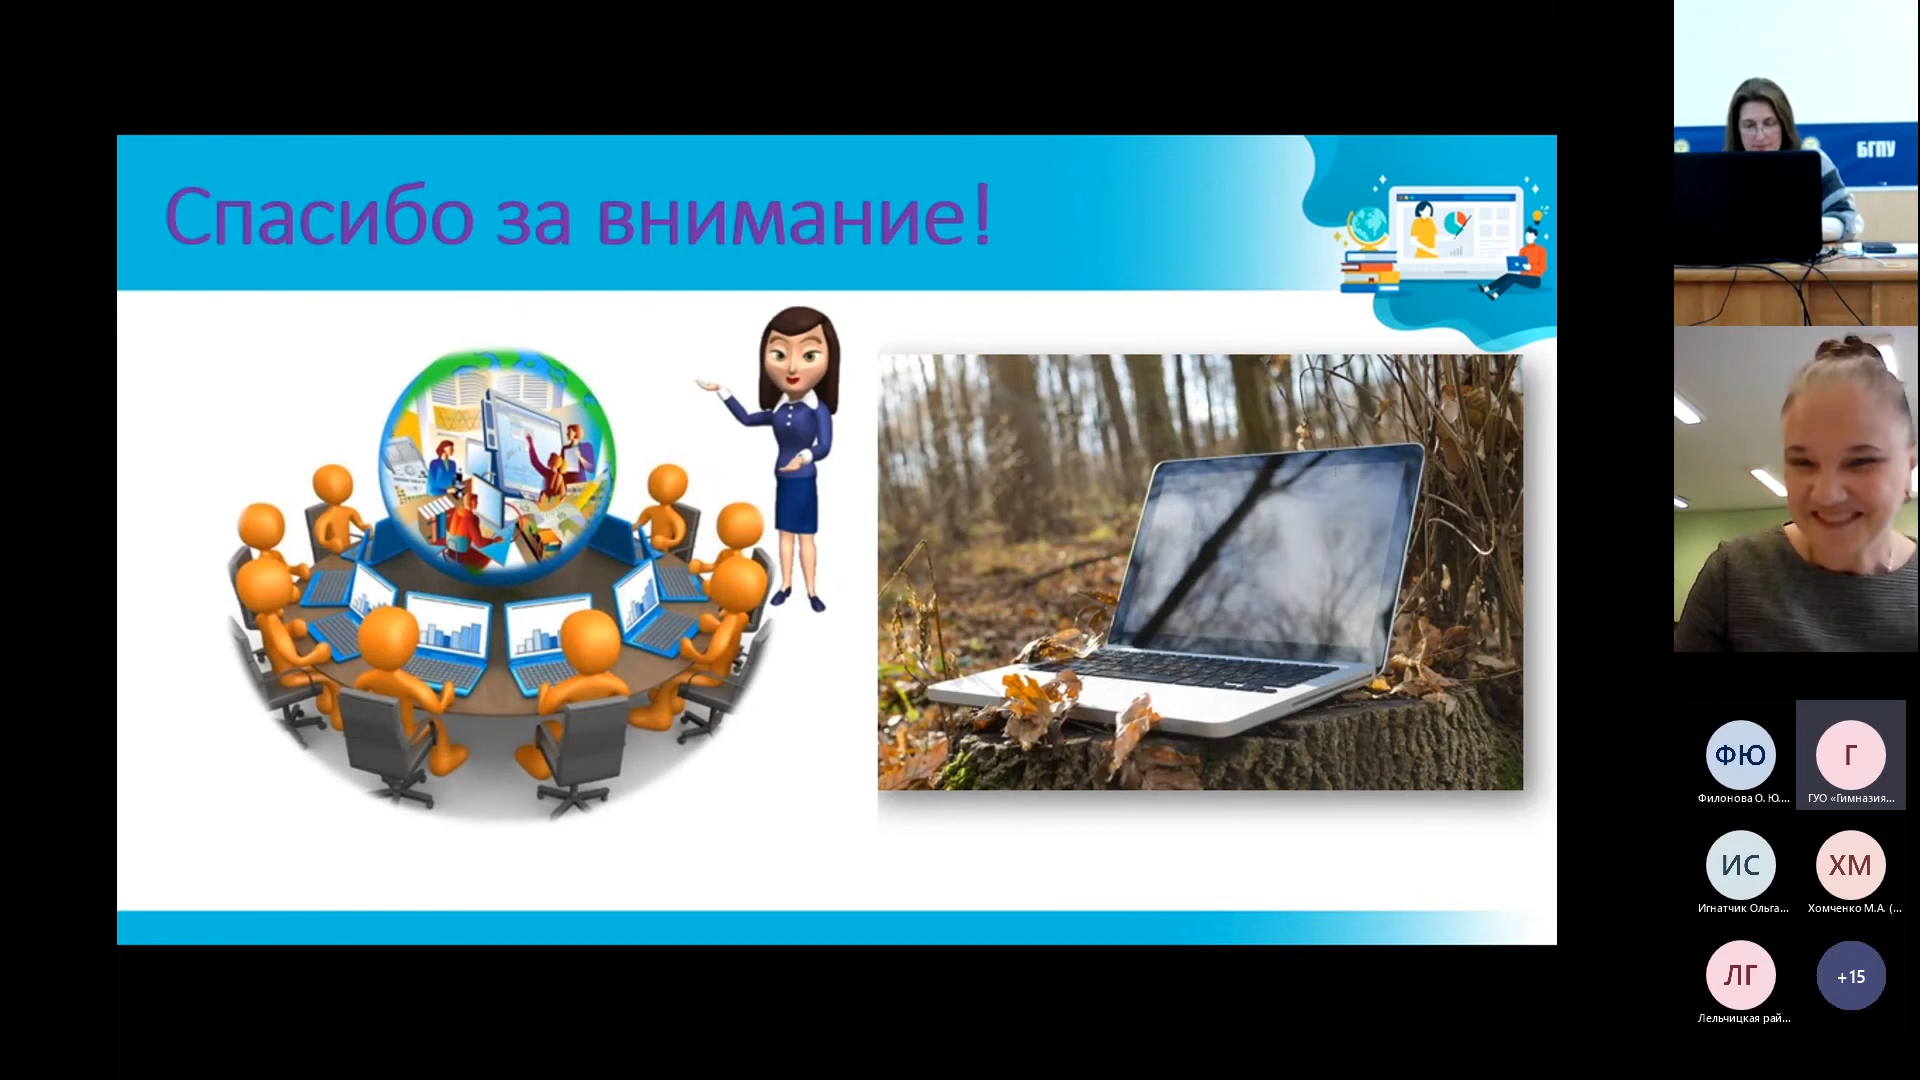 Спасибо за внимание!
БГПУ
ФЮ
Филонова О. Ю....
Г
ГУО «Гимназия...
ИС
Игнатчик Ольга...
ХМ
Хомченко М.А. (...
ЛГ
Лельчицкая рай...
+15